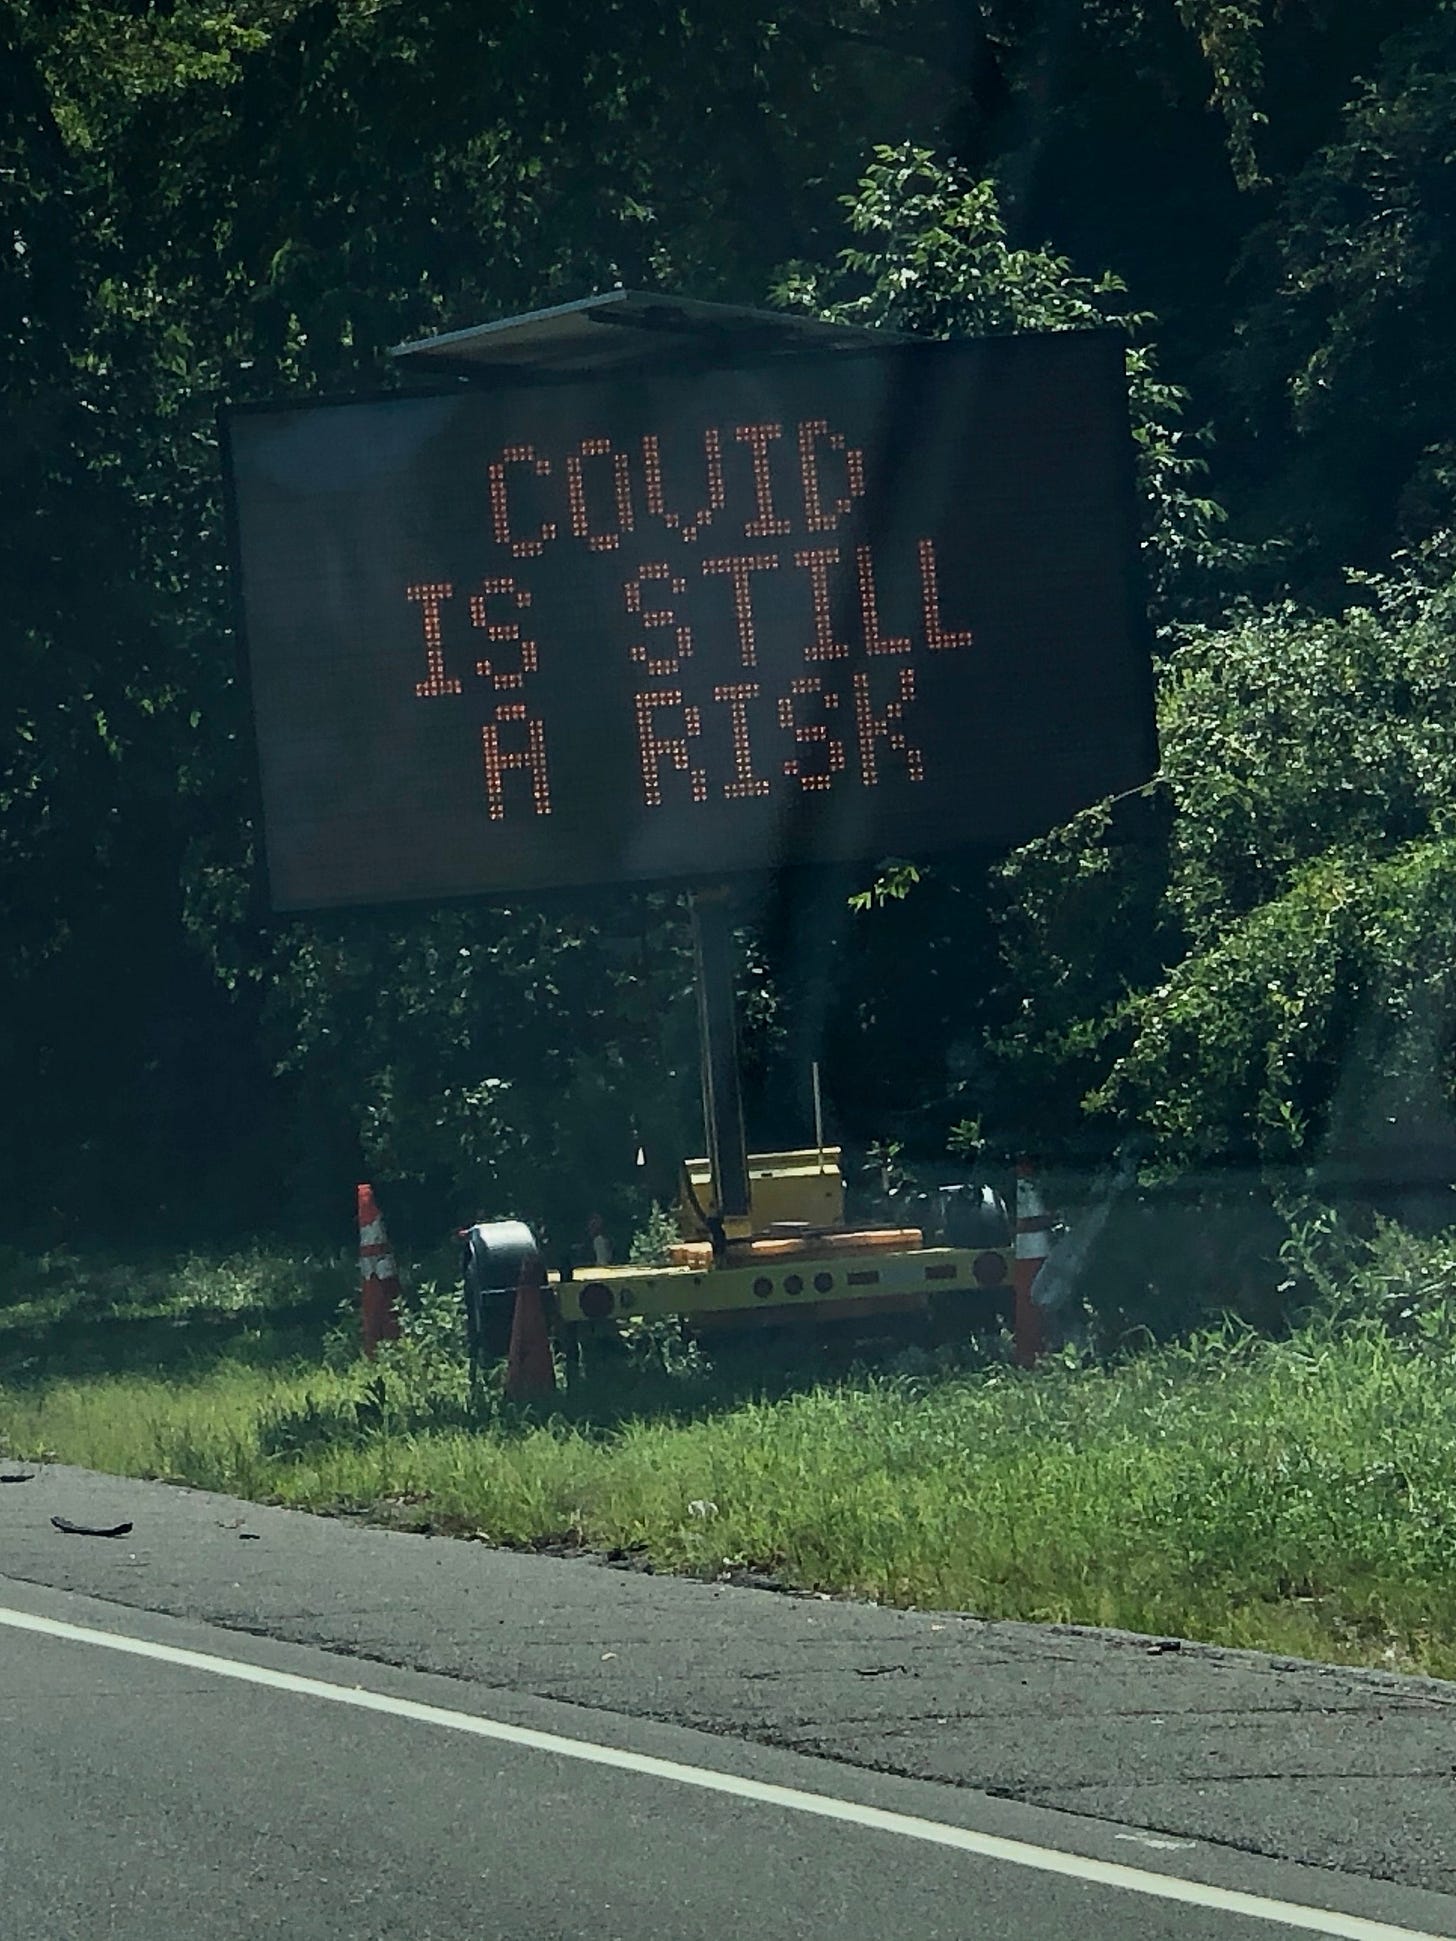 COVID
IS STILL
A RISK